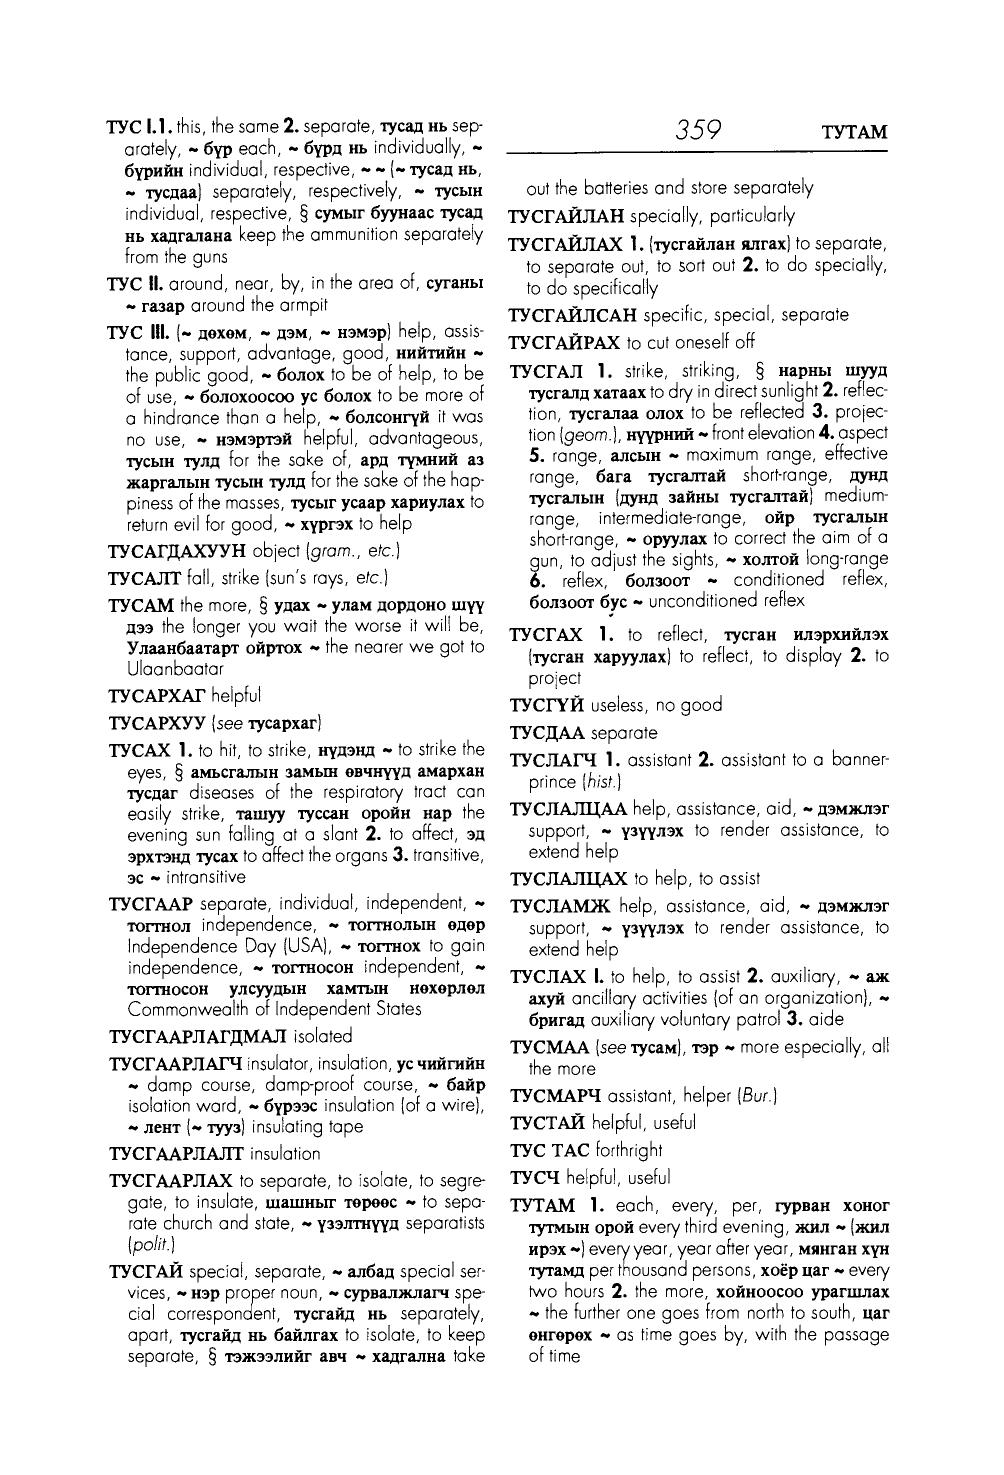 ТУС I.1. this, the same 2. separate, тусад нь sep-
arately, ~ бүр each, ~ бүрд нь individually, ~
бүрийн individual, respective, ~ ~ (~ тусад нь,
~ тусдаа) separately, respectively, ~ тусын
individual, respective, § сумыг буунаас тусад
нь хадгалана keep the ammunition separately
from the guns
ТУС II. around, near, by, in the area of, суганы
~ газар around the armpit
ТУС III. (~ дөхөм, ~ дэм, ~ нэмэр) help, assis-
tance, support, advantage, good, нийтийн ~
the public good, ~ болох to be of help, to be
of use, ~ болохоосоо ус болох to be more of
a hindrance than a help, ~ болсонгүй it was
no use, ~ нэмэртэй helpful, advantageous,
тусын тулд for the sake of, ард түмний аз
жаргалын тусын тулд for the sake of the hap-
piness of the masses, тусыг усаар хариулах to
return evil for good, ~ хүргэх to help
ТУСАГДАХУУН object (gram., etc.)
ТУСАЛТ fall, strike (sun's rays, etc.)
ТУСАМ the more, § удах ~ улам дордоно шүү
дээ the longer you wait the worse it will be,
Улаанбаатарт ойртох ~ the nearer we got to
Ulaanbaatar
ТУСАРХАГ helpful
ТУСАРХУУ (see тусархаг)
ТУСАХ 1. to hit, to strike, нүдэнд ~ to strike the
eyes, § амьсгалын замын өвчнүүд амархан
тусдаг diseases of the respiratory tract can
easily strike, ташуу туссан оройн нар the
evening sun falling at a slant 2. to affect, эд
эрхтэнд тусах to affect the organs 3. transitive,
эс ~ intransitive
ТУСГААР separate, individual, independent, ~
тогтнол independence, ~ тогтнолын өдөр
Independence Day (USA), ~ тогтнох to gain
independence, ~ тогтносон independent, ~
тогтносон улсуудын хамтын нөхөрлөл
Commonwealth of Independent States
ТУСГААРЛАГДМАЛ isolated
ТУСГААРЛАГЧ insulator, insulation, ус чийгийн
~ damp course, damp-proof course, ~ байр
isolation ward, ~ бүрээс insulation (of a wire),
~ лент (~ тууз) insulating tape
ТУСГААРЛАЛТ insulation
ТУСГААРЛАХ to separate, to isolate, to segre-
gate, to insulate, шашныг төрөөс ~ to sepa-
rate church and state, ~ үзэлтнүүд separatists
(polit.)
ТУСГАЙ special, separate, ~ албад special ser-
vices, ~ нэр proper noun, ~ сурвалжлагч spe-
cial correspondent, тусгайд нь separately,
apart, тусгайд нь байлгах to isolate, to keep
separate, § тэжээлийг авч ~ хадгална take
359 ТУТАМ
out the batteries and store separately
ТУСГАЙЛАН specially, particularly
ТУСГАЙЛАХ 1. (тусгайлан ялгах) to separate,
to separate out, to sort out 2. to do specially,
to do specifically
ТУСГАЙЛСАН specific, special, separate
ТУСГАЙРАХ to cut oneself off
ТУСГАЛ 1. strike, striking, § нарны шууд
тусгалд хатаах to dry in direct sunlight 2. reflec-
tion, тусгалаа олох to be reflected 3. projec-
tion (geom.), нүүрний ~ front elevation 4. aspect
5. range, алсын ~ maximum range, effective
range, бага тусгалтай short-range, дунд
тусгалын (дунд зайны тусгалтай) medium-
range, intermediate-range, ойр тусгалын
short-range, ~ оруулах to correct the aim of a
gun, to adjust the sights, ~ холтой long-range
6. reflex, болзоот ~ conditioned reflex,
болзоот бус ~ unconditioned reflex
ТУСГАХ 1. to reflect, тусган илэрхийлэх
(тусган харуулах) to reflect, to display 2. to
project
ТУСГҮЙ useless, no good
ТУСДАА separate
ТУСЛАГЧ 1. assistant 2. assistant to a banner-
prince (hist.)
ТУСЛАЛЦАА help, assistance, aid, ~ дэмжлэг
support, ~ үзүүлэх to render assistance, to
extend help
ТУСЛАЛЦАХ to help, to assist
ТУСЛАМЖ help, assistance, aid, ~ дэмжлэг
support, ~ үзүүлэх to render assistance, to
extend help
ТУСЛАХ I. to help, to assist 2. auxiliary, ~ аж
ахуй ancillary activities (of an organization), ~
бригад auxiliary voluntary patrol 3. aide
ТУСМАА (see тусам), тэр ~ more especially, all
the more
ТУСМАРЧ assistant, helper (Bur.)
ТУСТАЙ helpful, useful
ТУС ТАС forthright
ТУСЧ helpful, useful
ТУТАМ 1. each, every, per, гурван хоног
тутмын орой every third evening, жил ~ (жил
ирэх ~) every year, year after year, мянган хүн
тутамд per thousand persons, хоёр цаг ~ every
two hours 2. the more, хойноосоо урагшлах
~ the further one goes from north to south, цаг
өнгөрөх ~ as time goes by, with the passage
of time